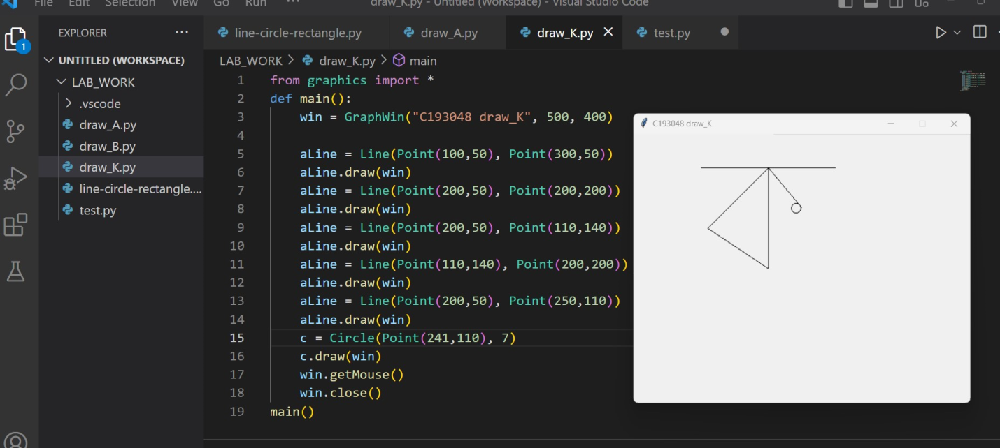 File Edit Selection View Go Run ···
draw_K.py - Untitled (Workspace) - Visual Studio Code
EXPLORER ···
1
UNTITLED (WORKSPACE)
LAB_WORK
.vscode
draw_A.py
draw_B.py
draw_K.py
line-circle-rectangle....
test.py
line-circle-rectangle.py
draw_A.py
draw_K.py
test.py
LAB_WORK > draw_K.py > main
1 from graphics import *
2 def main():
3 win = GraphWin("C193048 draw_K", 500, 400)
4
5 aLine = Line(Point(100,50), Point(300,50))
6 aLine.draw(win)
7 aLine = Line(Point(200,50), Point(200,200))
8 aLine.draw(win)
9 aLine = Line(Point(200,50), Point(110,140))
10 aLine.draw(win)
11 aLine = Line(Point(110,140), Point(200,200))
12 aLine.draw(win)
13 aLine = Line(Point(200,50), Point(250,110))
14 aLine.draw(win)
15 c = Circle(Point(241,110), 7)
16 c.draw(win)
17 win.getMouse()
18 win.close()
19 main()
C193048 draw_K